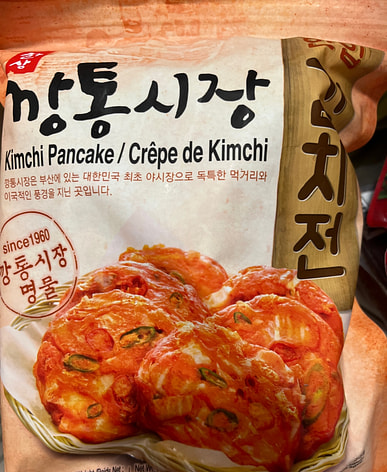 깡통시장
Kimchi Pancake / Crêpe de Kimchi
깡통시장은 부산에 있는 대한민국 최초 야시장으로 독특한 먹거리와
이국적인 풍경을 지닌 곳입니다.
김치전
since1960
깡통시장
명물